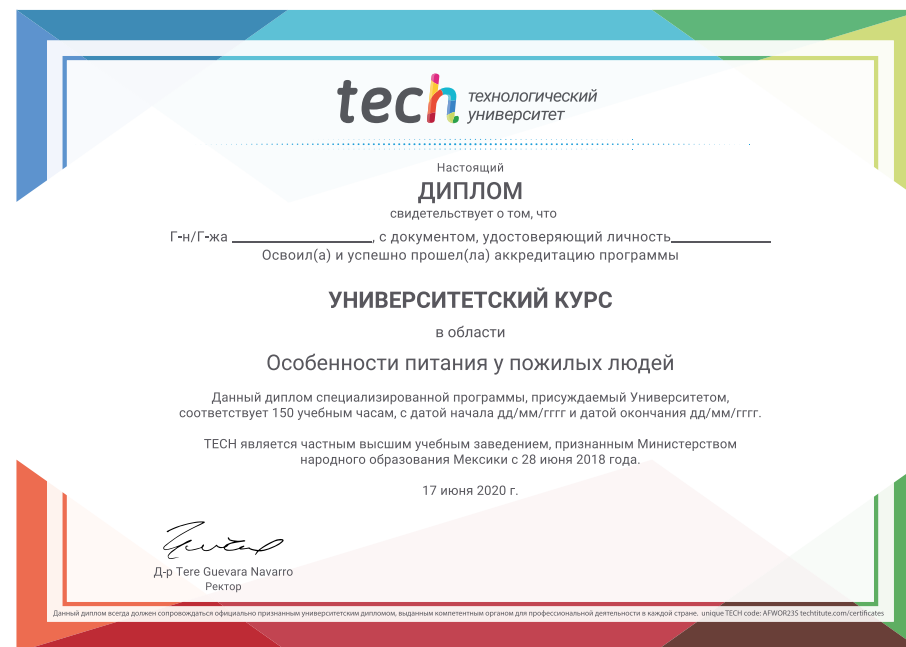 tech технологический
университет
Настоящий
ДИПЛОМ
свидетельствует о том, что
Г-н/Г-жа ____________________, с документом, удостоверяющий личность______________
Освоил(а) и успешно прошел(ла) аккредитацию программы
УНИВЕРСИТЕТСКИЙ КУРС
в области
Особенности питания у пожилых людей
Данный диплом специализированной программы, присуждаемый Университетом,
соответствует 150 учебным часам, с датой начала дд/мм/гггг и датой окончания дд/мм/гггг.
TECH является частным высшим учебным заведением, признанным Министерством
народного образования Мексики с 28 июня 2018 года.
17 июня 2020 г.
Д-р Tere Guevara Navarro
Ректор
Данный диплом всегда должен сопровождаться официально признанным университетским дипломом, выданным компетентным органом для профессиональной деятельности в каждой стране. unique TECH code: AFWOR23S techtitute.com/certificates